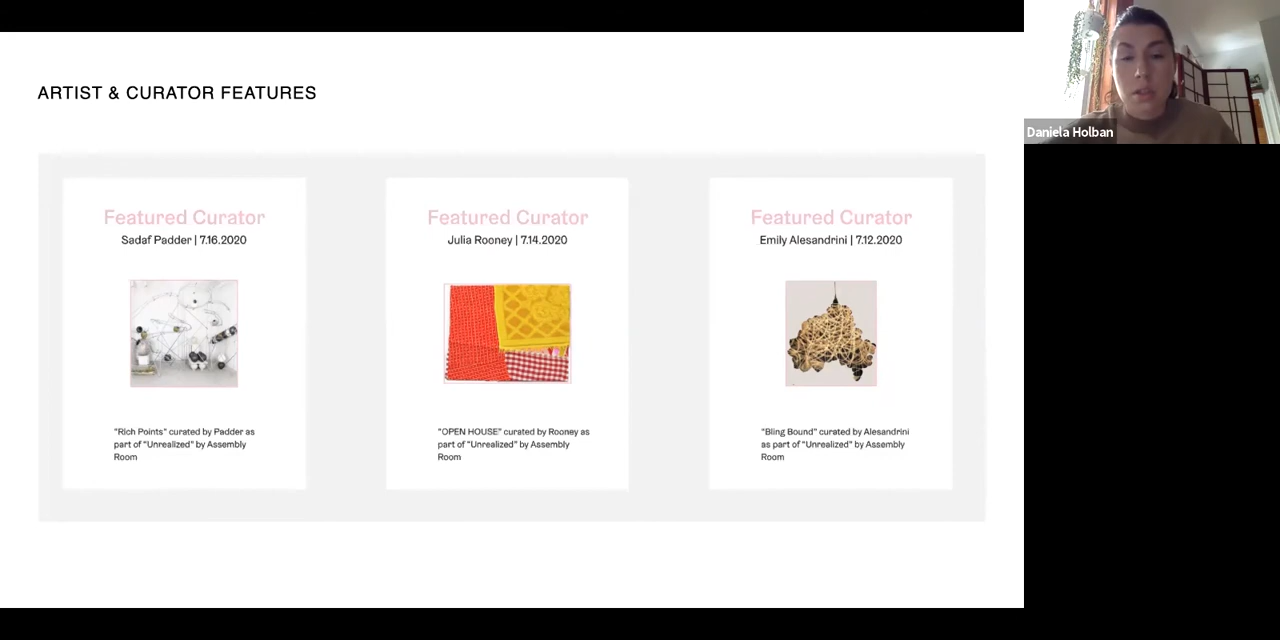 ARTIST & CURATOR FEATURES
Featured Curator
Sadaf Padder | 7.16.2020
"Rich Points" curated by Padder as
part of "Unrealized" by Assembly
Room
Featured Curator
Julia Rooney | 7.14.2020
"OPEN HOUSE" curated by Rooney as
part of "Unrealized" by Assembly
Room
Featured Curator
Emily Alesandrini | 7.12.2020
"Bling Bound" curated by Alesandrini
as part of "Unrealized" by Assembly
Room
Daniela Holban